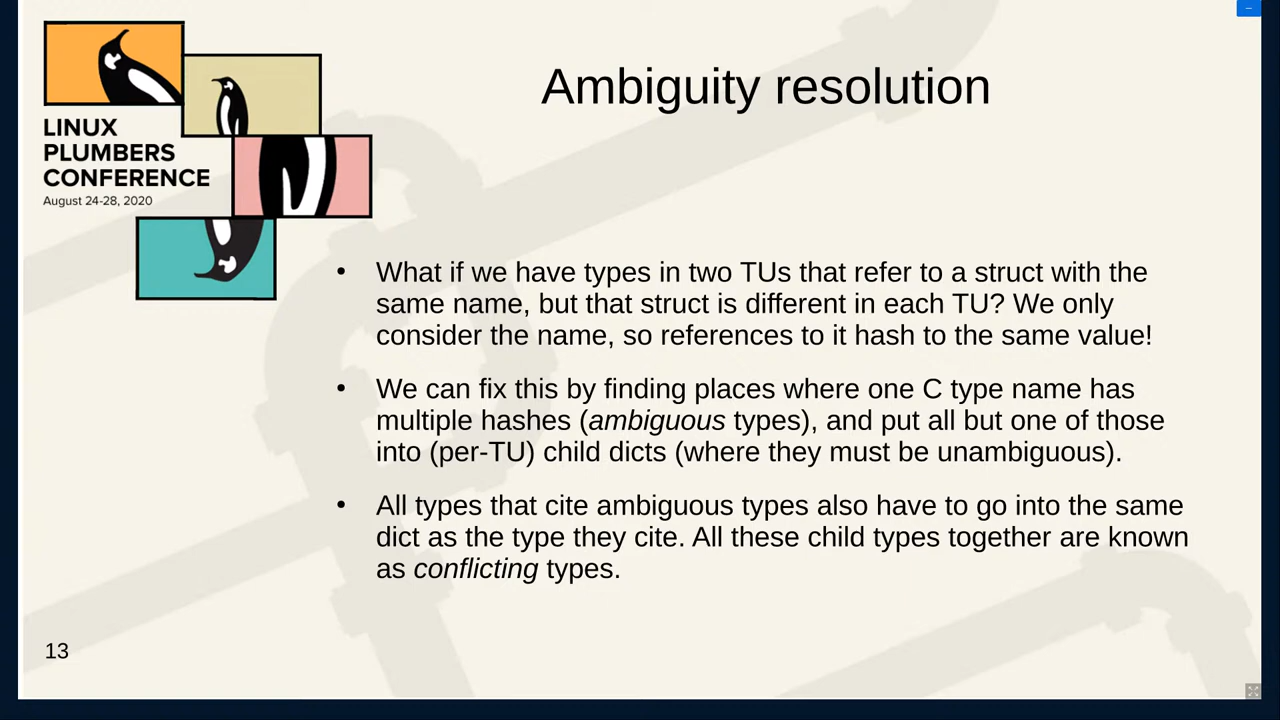 Ambiguity resolution
LINUX
PLUMBERS
CONFERENCE
August 24-28, 2020
• What if we have types in two TUs that refer to a struct with the
same name, but that struct is different in each TU? We only
consider the name, so references to it hash to the same value!
• We can fix this by finding places where one C type name has
multiple hashes (ambiguous types), and put all but one of those
into (per-TU) child dicts (where they must be unambiguous).
• All types that cite ambiguous types also have to go into the same
dict as the type they cite. All these child types together are known
as conflicting types.
13